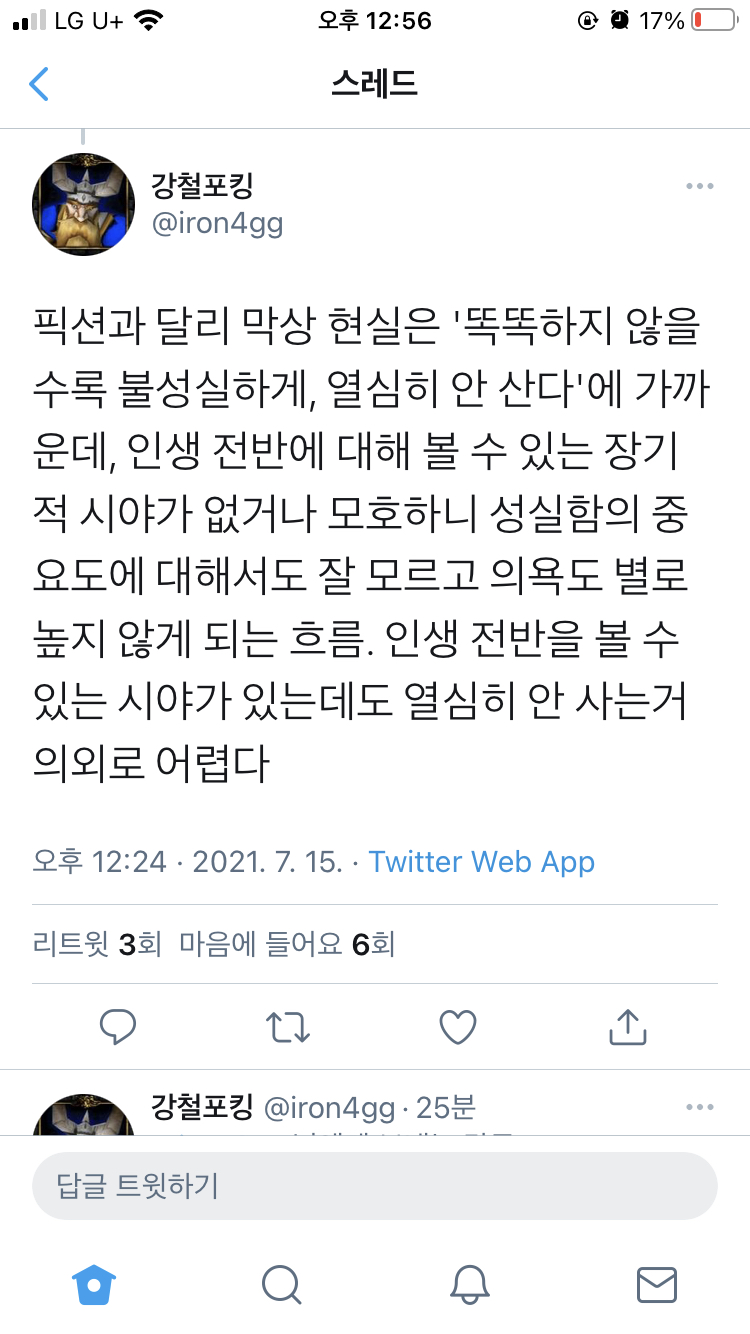 LG U+ 오후 12:56 17%
스레드
강철포킹
@iron4gg
픽션과 달리 막상 현실은 '똑똑하지 않을
수록 불성실하게, 열심히 안 산다'에 가까
운데, 인생 전반에 대해 볼 수 있는 장기
적 시야가 없거나 모호하니 성실함의 중
요도에 대해서도 잘 모르고 의욕도 별로
높지 않게 되는 흐름. 인생 전반을 볼 수
있는 시야가 있는데도 열심히 안 사는거
의외로 어렵다
오후 12:24 · 2021. 7. 15. · Twitter Web App
리트윗 3회 마음에 들어요 6회
강철포킹 @iron4gg · 25분
답글 트윗하기